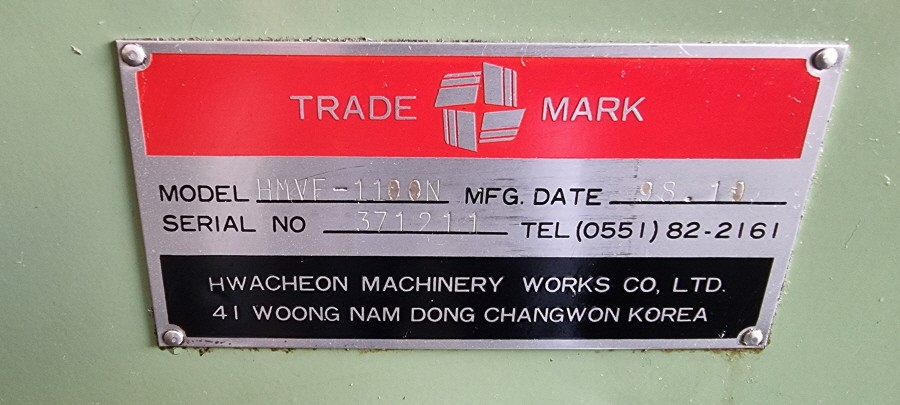 TRADE MARK
MODEL HMVF-1100N MFG. DATE 98.10.
SERIAL NO 371211 TEL (0551) 82-2161
HWACHEON MACHINERY WORKS CO, LTD.
41 WOONG NAM DONG CHANGWON KOREA